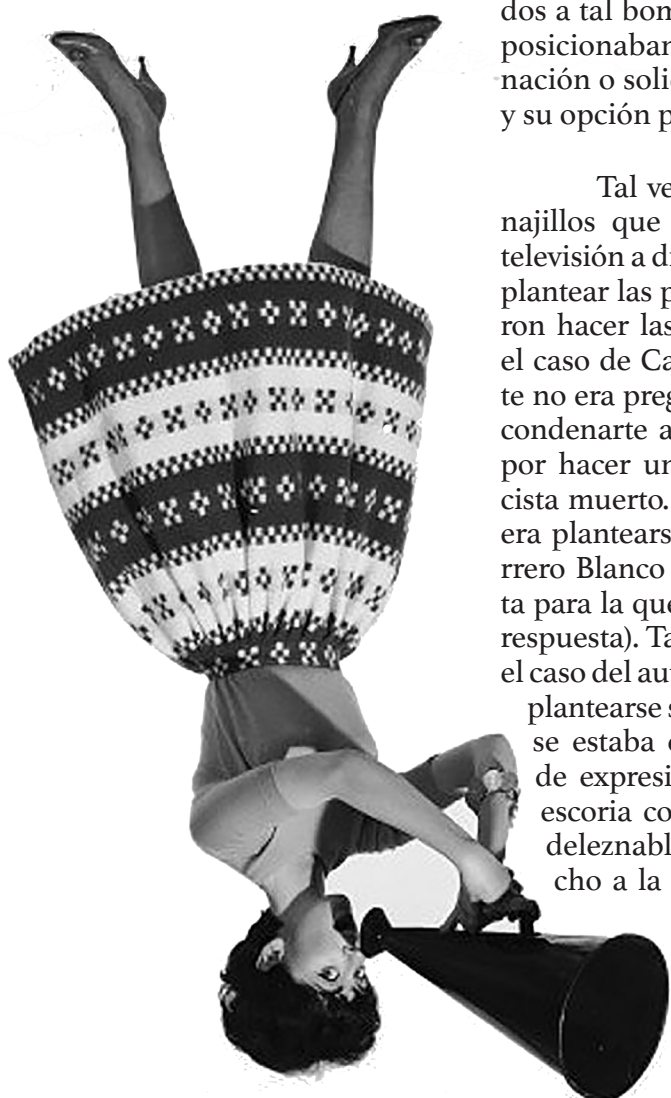 dos a tal bom
posicionaban
nación o soli
y su opción p
Tal ve
najillos que
televisión a d
plantear las p
ron hacer las
el caso de Ca
te no era preg
condenarte a
por hacer un
cista muerto.
era plantears
rrero Blanco
ta para la que
respuesta). Ta
el caso del au
plantearse s
se estaba
de expresi
escoria co
deleznabl
cho a la